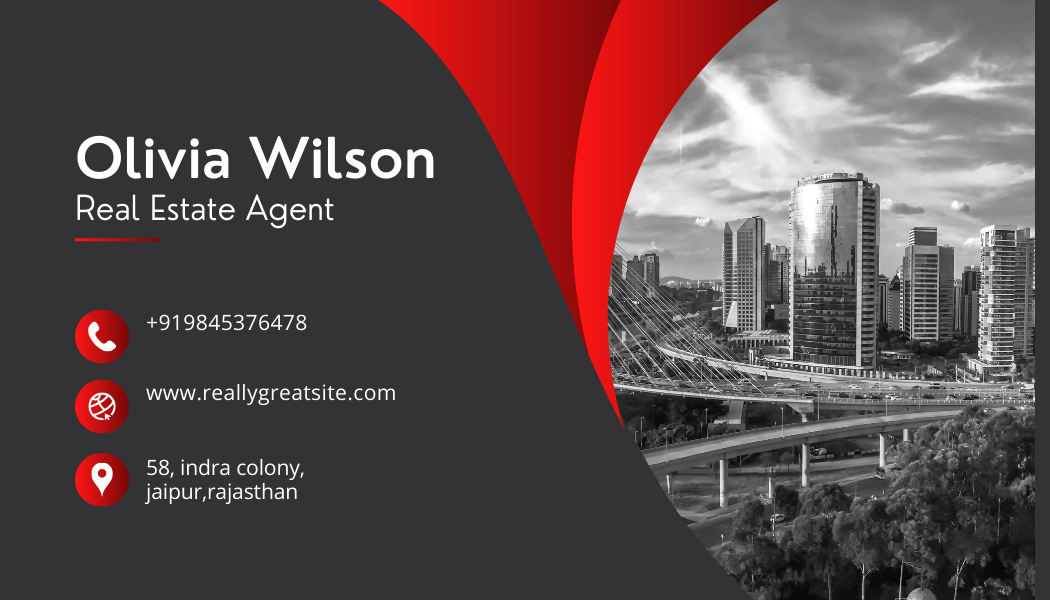 Olivia Wilson
Real Estate Agent
+919845376478
www.reallygreatsite.com
58, indra colony,
jaipur,rajasthan